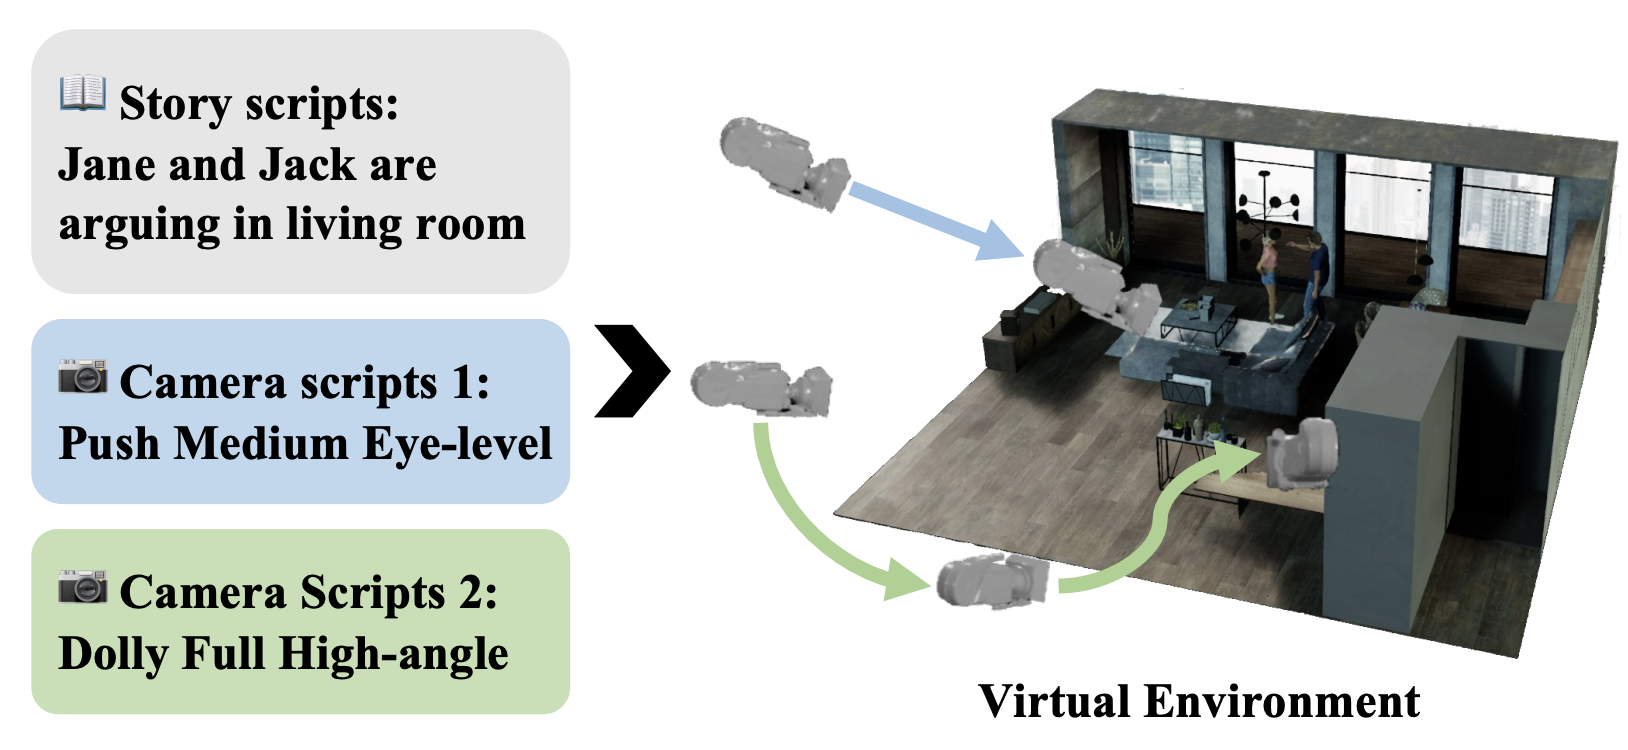 Story scripts:
Jane and Jack are
arguing in living room
Camera scripts 1:
Push Medium Eye-level
Camera Scripts 2:
Dolly Full High-angle
Virtual Environment